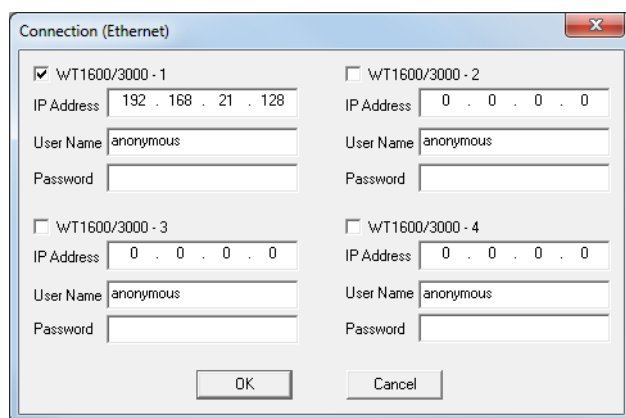 Connection (Ethernet)
WT1600/3000 - 1
IP Address 192 . 168 . 21 . 128
User Name anonymous
Password
WT1600/3000 - 2
IP Address 0 . 0 . 0 . 0
User Name anonymous
Password
WT1600/3000 - 3
IP Address 0 . 0 . 0 . 0
User Name anonymous
Password
WT1600/3000 - 4
IP Address 0 . 0 . 0 . 0
User Name anonymous
Password
OK
Cancel